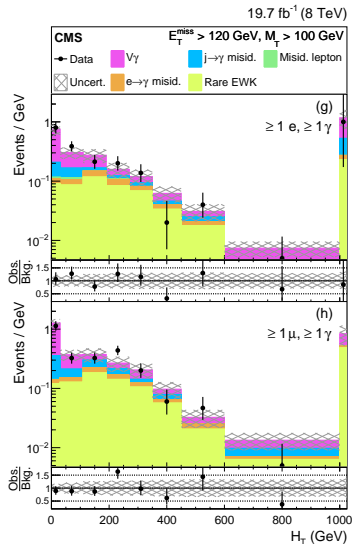 19.7 fb⁻¹ (8 TeV)
CMS E_T^miss > 120 GeV, M_T > 100 GeV
Data Vγ j→γ misid. Misid. lepton
Uncert. e→γ misid. Rare EWK
(g)
≥ 1 e, ≥ 1 γ
Events / GeV
1
10⁻¹
10⁻²
Obs.
Bkg.
1.5
1
0.5
(h)
≥ 1 μ, ≥ 1 γ
Events / GeV
1
10⁻¹
10⁻²
Obs.
Bkg.
1.5
1
0.5
0 200 400 600 800 1000
H_T (GeV)